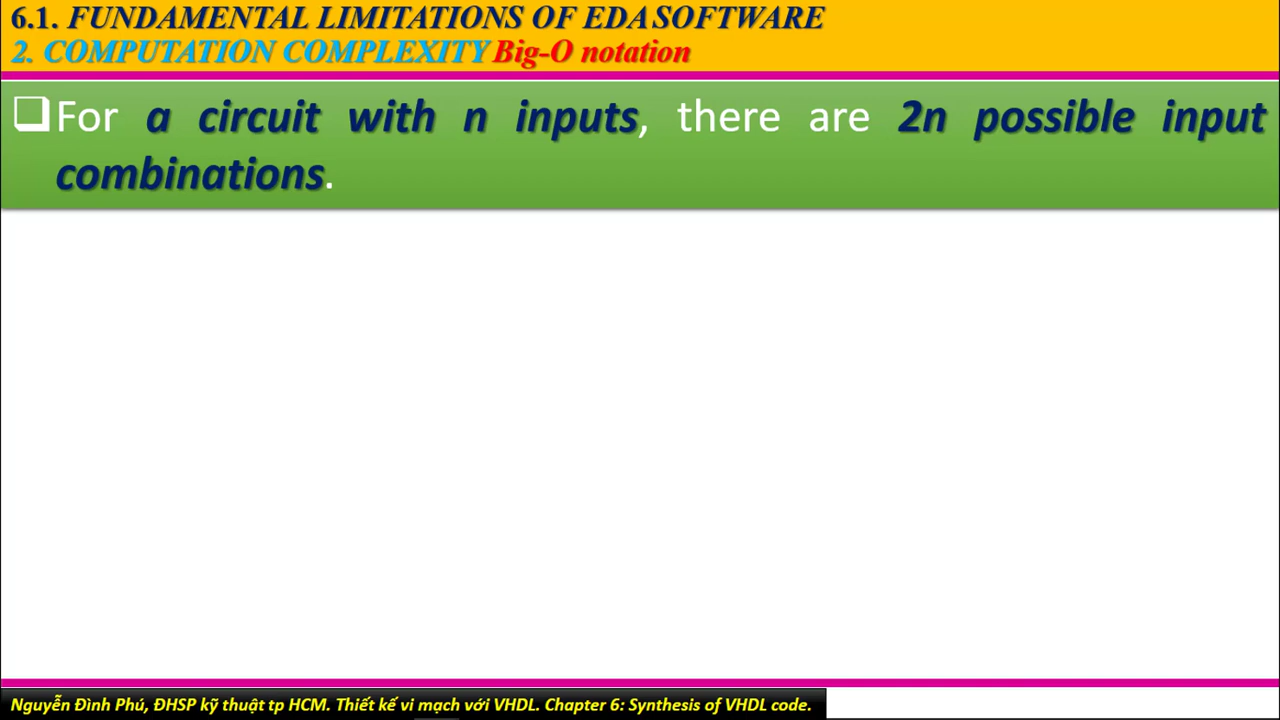 6.1. FUNDAMENTAL LIMITATIONS OF EDA SOFTWARE
2. COMPUTATION COMPLEXITY Big-O notation
❑For a circuit with n inputs, there are 2n possible input
combinations.
Nguyễn Đình Phú, ĐHSP kỹ thuật tp HCM. Thiết kế vi mạch với VHDL. Chapter 6: Synthesis of VHDL code.